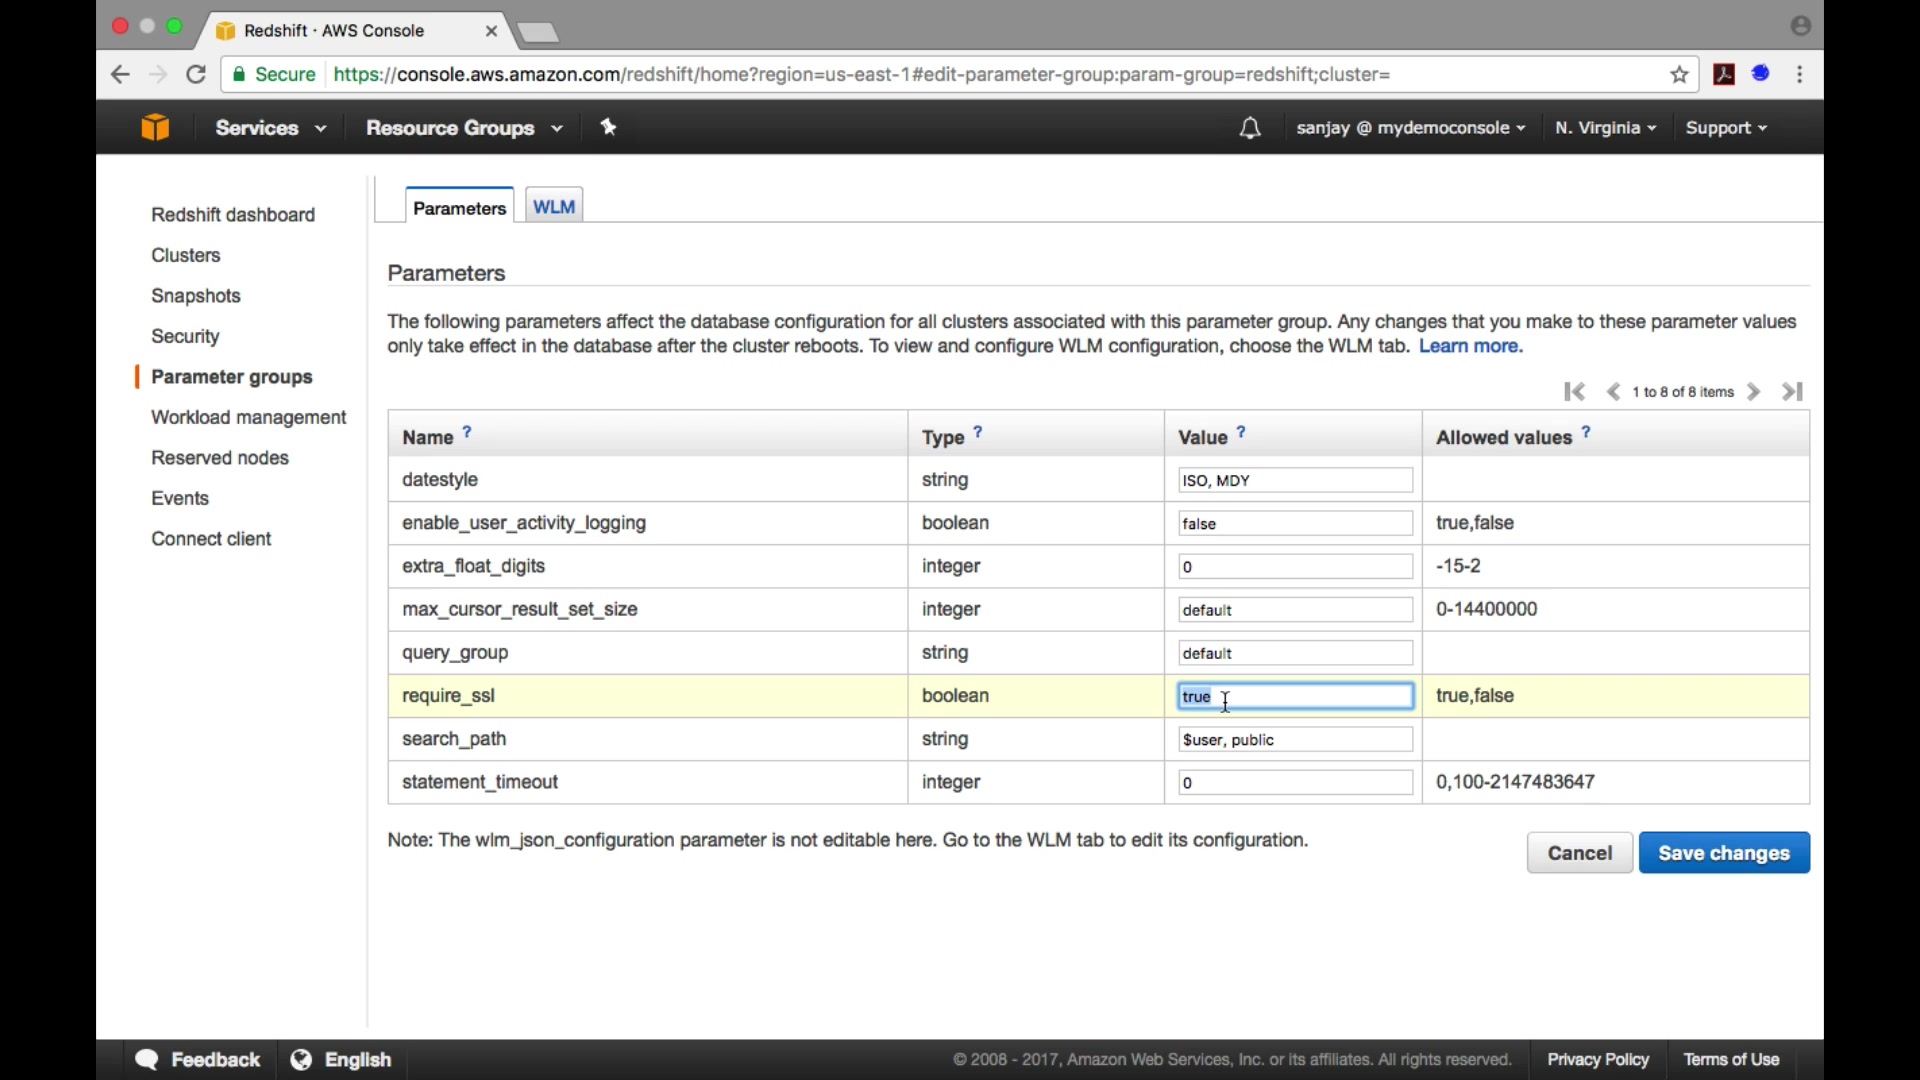 Redshift · AWS Console
Secure https://console.aws.amazon.com/redshift/home?region=us-east-1#edit-parameter-group:param-group=redshift;cluster=
Services Resource Groups sanjay @ mydemoconsole N. Virginia Support
Redshift dashboard
Clusters
Snapshots
Security
Parameter groups
Workload management
Reserved nodes
Events
Connect client
Parameters WLM
Parameters
The following parameters affect the database configuration for all clusters associated with this parameter group. Any changes that you make to these parameter values
only take effect in the database after the cluster reboots. To view and configure WLM configuration, choose the WLM tab. Learn more.
1 to 8 of 8 items
Name ? Type ? Value ? Allowed values ?
datestyle string ISO, MDY
enable_user_activity_logging boolean false true,false
extra_float_digits integer 0 -15-2
max_cursor_result_set_size integer default 0-14400000
query_group string default
require_ssl boolean true true,false
search_path string $user, public
statement_timeout integer 0 0,100-2147483647
Note: The wlm_json_configuration parameter is not editable here. Go to the WLM tab to edit its configuration.
Cancel Save changes
Feedback English © 2008 - 2017, Amazon Web Services, Inc. or its affiliates. All rights reserved. Privacy Policy Terms of Use